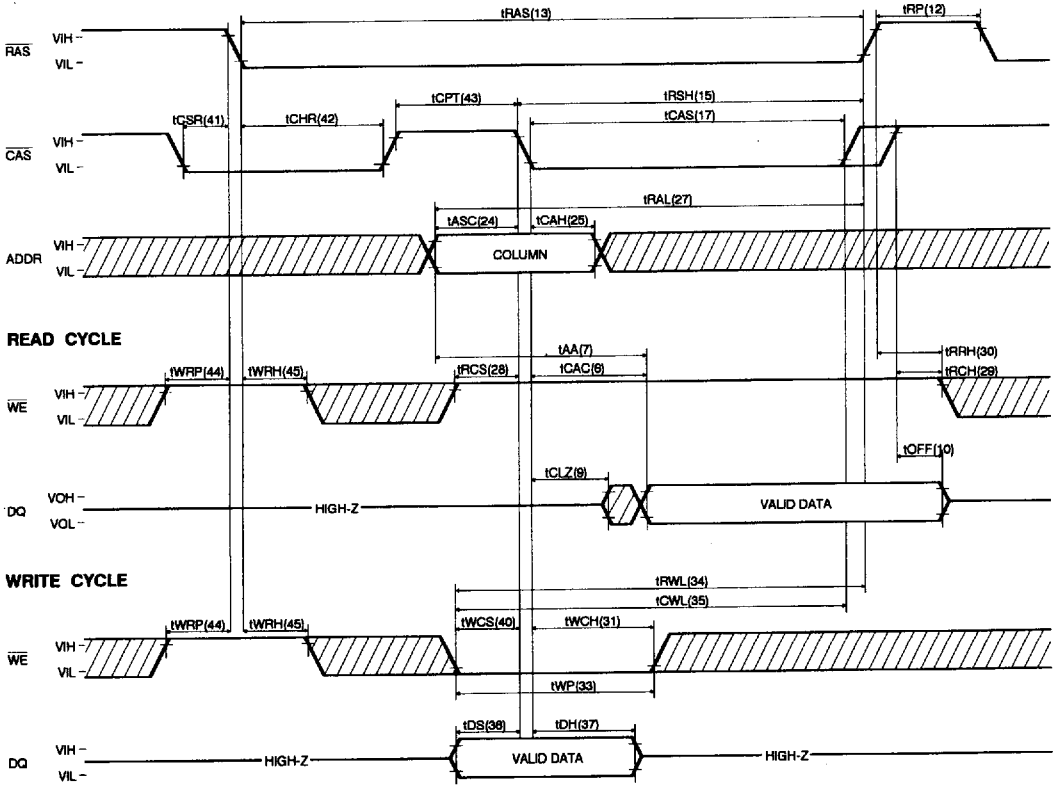 tRAS(13) tRP(12)
RAS VIH
VIL
tCPT(43) tRSH(15)
tCSR(41) tCHR(42) tCAS(17)
CAS VIH
VIL
tRAL(27)
tASC(24) tCAH(25)
ADDR VIH COLUMN
VIL
READ CYCLE
tAA(7) tRRH(30)
tWRP(44) tWRH(45) tRCS(28) tCAC(6) tRCH(29)
WE VIH
VIL
tCLZ(9) tOFF(10)
DQ VOH HIGH-Z VALID DATA
VOL
WRITE CYCLE
tRWL(34)
tCWL(35)
tWRP(44) tWRH(45) tWCS(40) tWCH(31)
WE VIH
VIL
tWP(33)
tDS(36) tDH(37)
DQ VIH HIGH-Z VALID DATA HIGH-Z
VIL